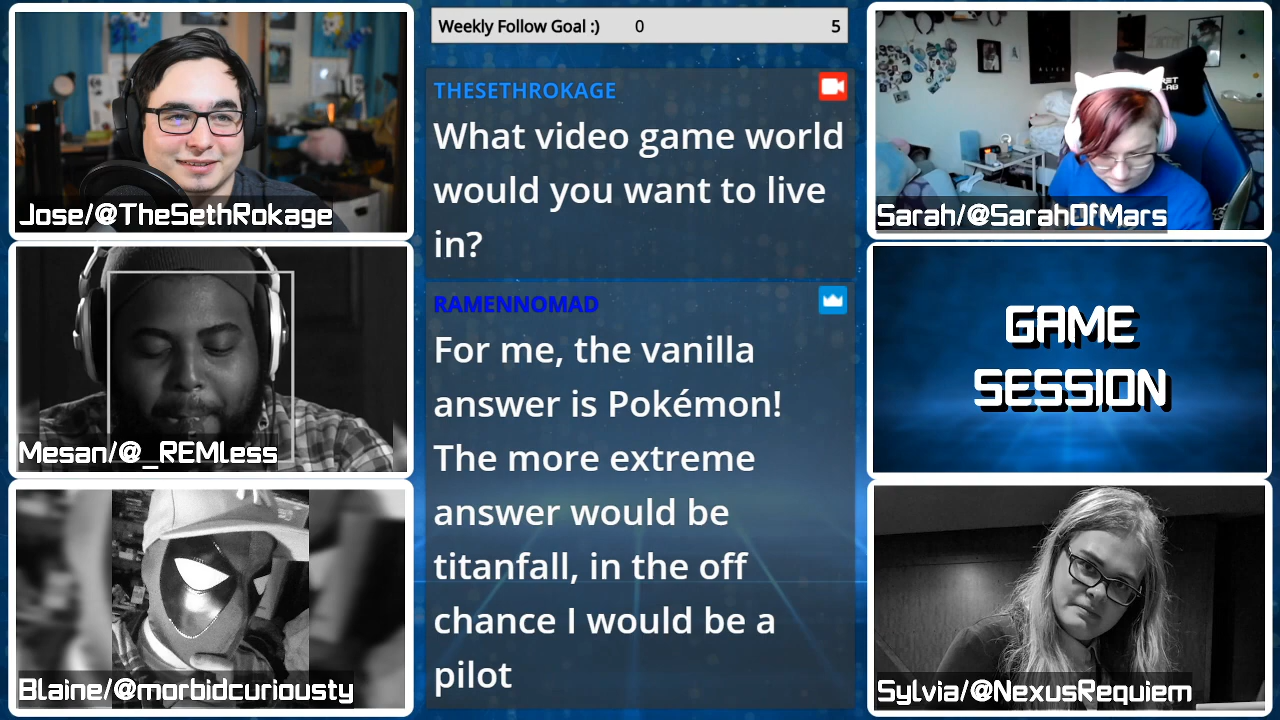 Weekly Follow Goal :) 0 5
THESETHROKAGE
What video game world
would you want to live
in?
RAMENNOMAD
For me, the vanilla
answer is Pokémon!
The more extreme
answer would be
titanfall, in the off
chance I would be a
pilot
Jose/@TheSethRokage
Mesan/@_REMless
Blaine/@morbidcuriousty
Sarah/@SarahOfMars
GAME
SESSION
Sylvia/@NexusRequiem